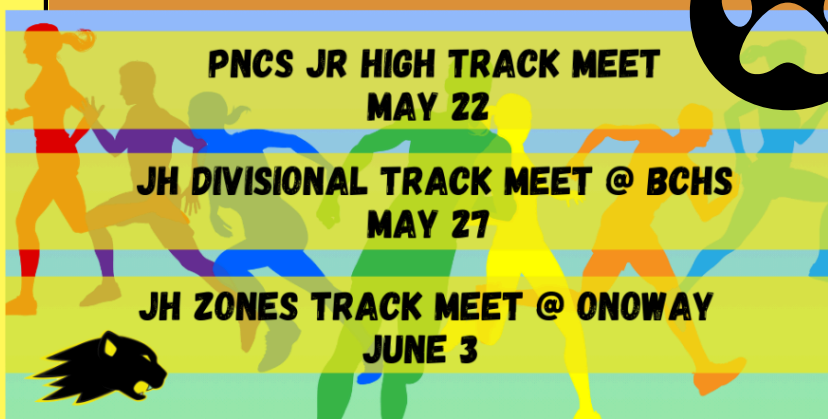 PNCS JR HIGH TRACK MEET
MAY 22
JH DIVISIONAL TRACK MEET @ BCHS
MAY 27
JH ZONES TRACK MEET @ ONOWAY
JUNE 3